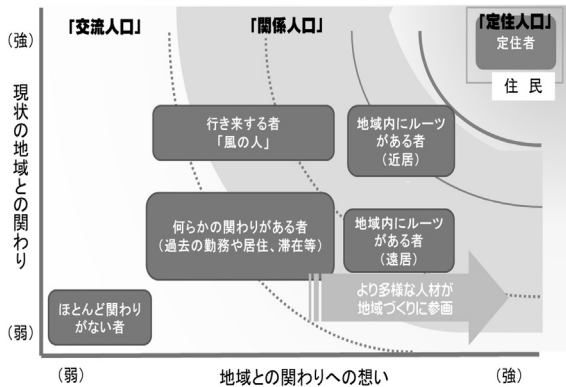 「交流人口」
「関係人口」
「定住人口」
定住者
住 民
(強)
現状の地域との関わり
(弱)
行き来する者
「風の人」
地域内にルーツ
がある者
(近居)
何らかの関わりがある者
(過去の勤務や居住、滞在等)
地域内にルーツ
がある者
(遠居)
より多様な人材が
地域づくりに参画
ほとんど関わり
がない者
(弱)
地域との関わりへの想い
(強)